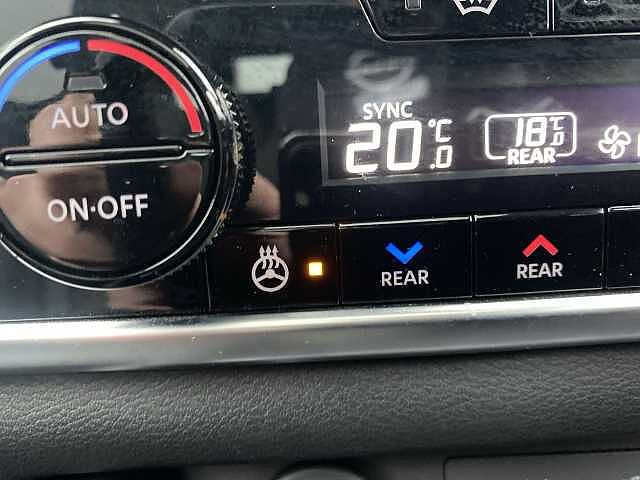 AUTO
ON·OFF
SYNC
20.0°C
18.0°C
REAR
REAR
REAR